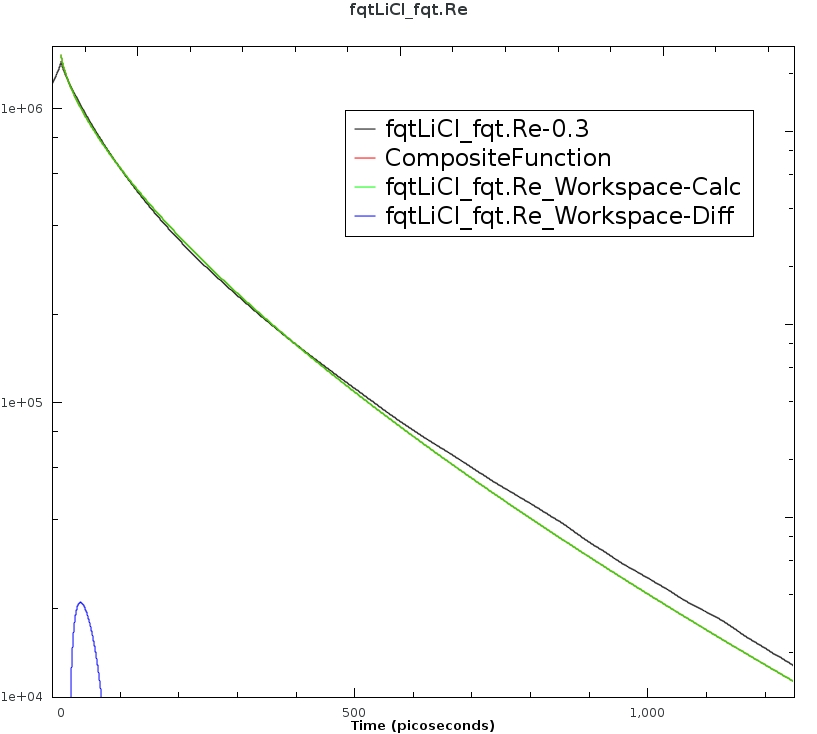 fqtLiCl_fqt.Re
1e+06
fqtLiCl_fqt.Re-0.3
CompositeFunction
fqtLiCl_fqt.Re_Workspace-Calc
fqtLiCl_fqt.Re_Workspace-Diff
1e+05
1e+04
0 500 1,000
Time (picoseconds)